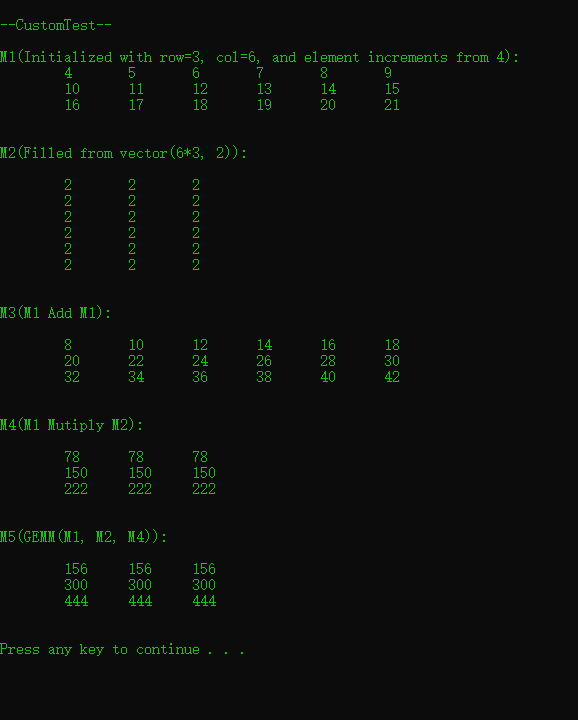 --CustomTest--
M1(Initialized with row=3, col=6, and element increments from 4):
4 5 6 7 8 9
10 11 12 13 14 15
16 17 18 19 20 21
M2(Filled from vector(6*3, 2)):
2 2 2
2 2 2
2 2 2
2 2 2
2 2 2
2 2 2
M3(M1 Add M1):
8 10 12 14 16 18
20 22 24 26 28 30
32 34 36 38 40 42
M4(M1 Mutiply M2):
78 78 78
150 150 150
222 222 222
M5(GEMM(M1, M2, M4)):
156 156 156
300 300 300
444 444 444
Press any key to continue . . .